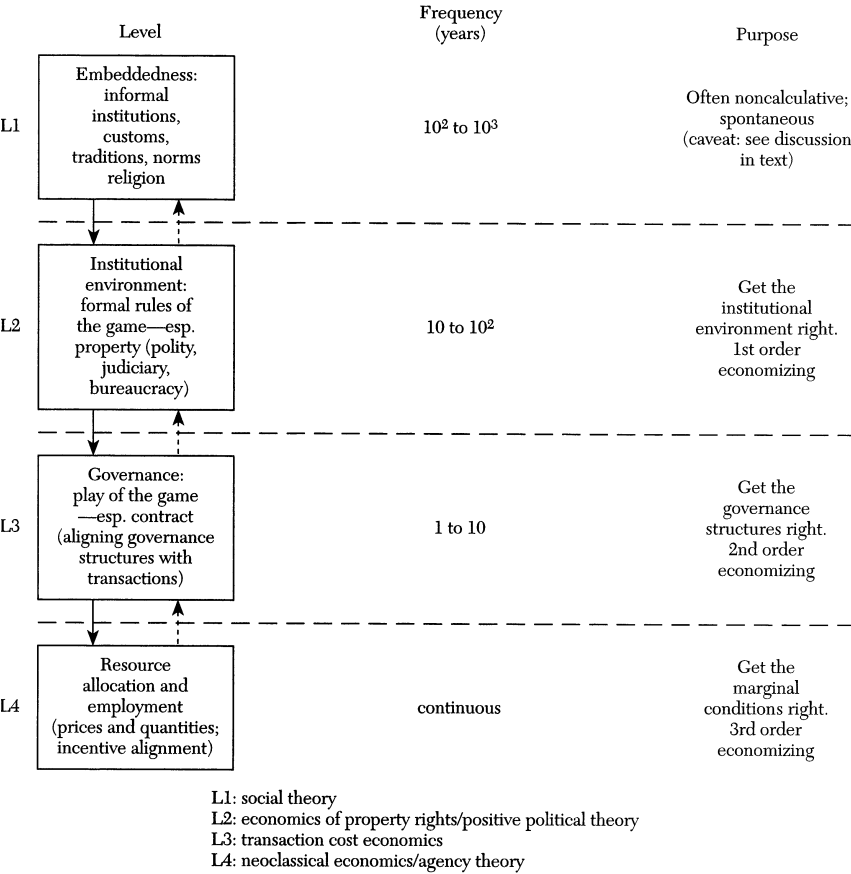 Level
Frequency
(years)
Purpose
L1
Embeddedness:
informal
institutions,
customs,
traditions, norms
religion
10² to 10³
Often noncalculative;
spontaneous
(caveat: see discussion
in text)
L2
Institutional
environment:
formal rules of
the game—esp.
property (polity,
judiciary,
bureaucracy)
10 to 10²
Get the
institutional
environment right.
1st order
economizing
L3
Governance:
play of the game
—esp. contract
(aligning governance
structures with
transactions)
1 to 10
Get the
governance
structures right.
2nd order
economizing
L4
Resource
allocation and
employment
(prices and quantities;
incentive alignment)
continuous
Get the
marginal
conditions right.
3rd order
economizing
L1: social theory
L2: economics of property rights/positive political theory
L3: transaction cost economics
L4: neoclassical economics/agency theory